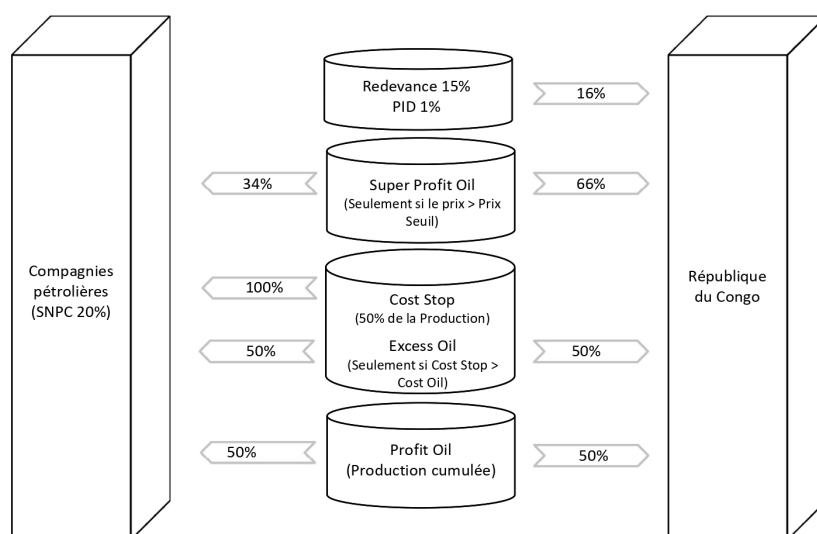 Redevance 15%
PID 1%
16%
34%
Super Profit Oil
(Seulement si le prix > Prix
Seuil)
66%
Compagnies
pétrolières
(SNPC 20%)
République
du Congo
100%
Cost Stop
(50% de la Production)
50%
Excess Oil
(Seulement si Cost Stop >
Cost Oil)
50%
50%
Profit Oil
(Production cumulée)
50%